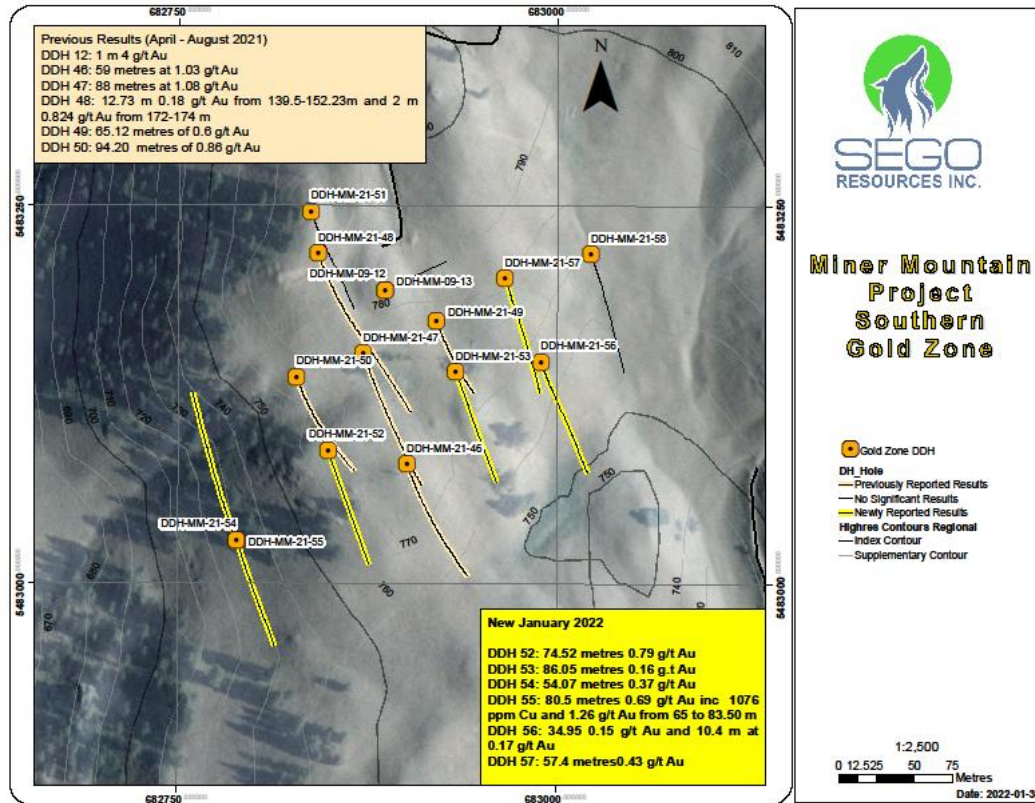 682750
683000
Previous Results (April - August 2021)
DDH 12: 1 m 4 g/t Au
DDH 46: 59 metres at 1.03 g/t Au
DDH 47: 88 metres at 1.08 g/t Au
DDH 48: 12.73 m 0.18 g/t Au from 139.5-152.23m and 2 m
0.824 g/t Au from 172-174 m
DDH 49: 65.12 metres of 0.6 g/t Au
DDH 50: 94.20 metres of 0.86 g/t Au
N
800
810
790
5483250
5483250
DDH-MM-21-51
DDH-MM-21-48
DDH-MM-21-58
DDH-MM-21-57
DDH-MM-09-12
DDH-MM-09-13
780
DDH-MM-21-49
DDH-MM-21-47
DDH-MM-21-56
DDH-MM-21-50
DDH-MM-21-53
690
700
710
720
730
740
750
DDH-MM-21-52
DDH-MM-21-46
750
750
DDH-MM-21-54
DDH-MM-21-55
770
760
740
680
670
5483000
5483000
New January 2022
DDH 52: 74.52 metres 0.79 g/t Au
DDH 53: 86.05 metres 0.16 g.t Au
DDH 54: 54.07 metres 0.37 g/t Au
DDH 55: 80.5 metres 0.69 g/t Au inc 1076
ppm Cu and 1.26 g/t Au from 65 to 83.50 m
DDH 56: 34.95 0.15 g/t Au and 10.4 m at
0.17 g/t Au
DDH 57: 57.4 metres0.43 g/t Au
682750
683000
SEGO
RESOURCES INC.
Miner Mountain
Project
Southern
Gold Zone
Gold Zone DDH
DH_Hole
Previously Reported Results
No Significant Results
Newly Reported Results
Highres Contours Regional
Index Contour
Supplementary Contour
1:2,500
0 12.525 50 75
Metres
Date: 2022-01-3